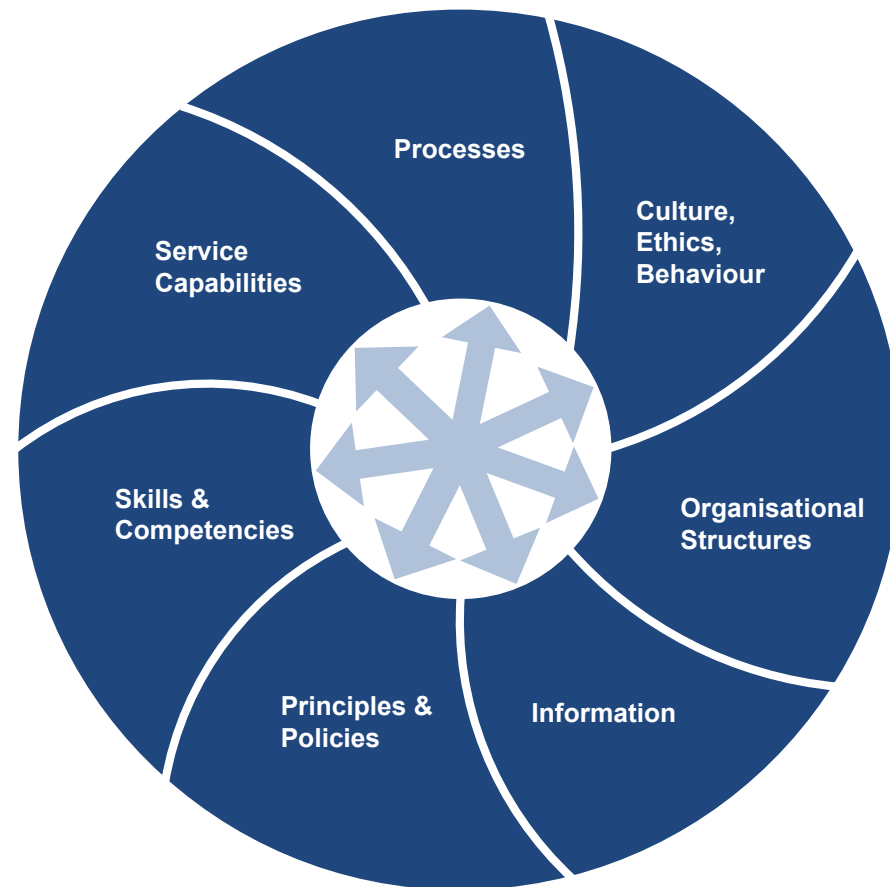 Processes
Culture,
Ethics,
Behaviour
Service
Capabilities
Skills &
Competencies
Organisational
Structures
Principles &
Policies
Information